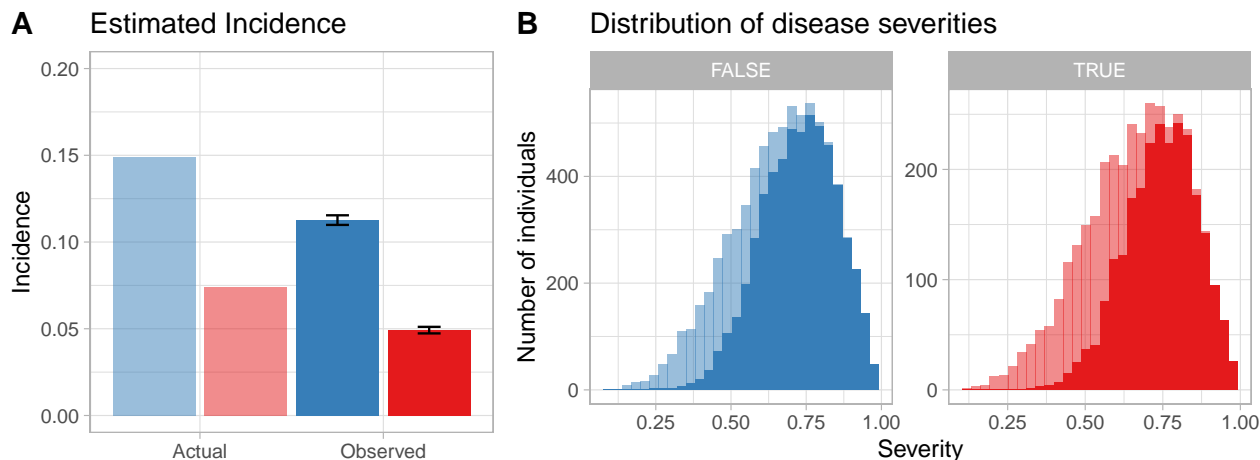 A Estimated Incidence
Incidence
0.20
0.15
0.10
0.05
0.00
Actual Observed
B Distribution of disease severities
FALSE TRUE
Number of individuals
400
200
0
200
100
0
0.25 0.50 0.75 1.00 0.25 0.50 0.75 1.00
Severity